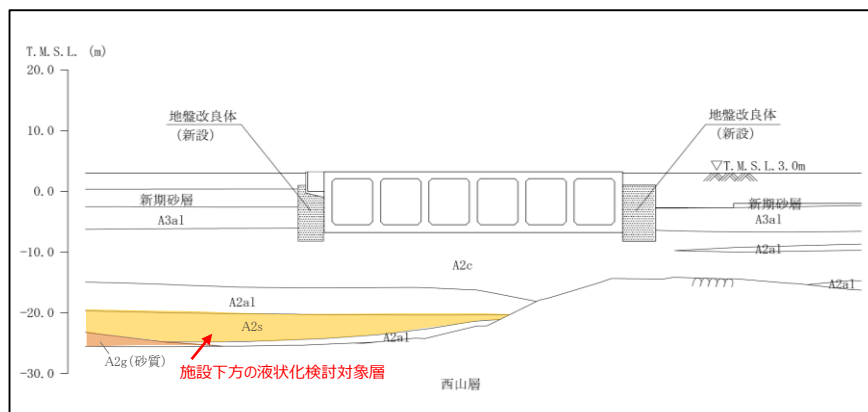 T.M.S.L. (m)
20.0
10.0
0.0
-10.0
-20.0
-30.0
地盤改良体
(新設)
地盤改良体
(新設)
▽T.M.S.L.3.0m
新期砂層
A3al
新期砂層
A3al
A2al
A2c
A2al
A2al
A2s
A2al
A2g(砂質)
施設下方の液状化検討対象層
西山層